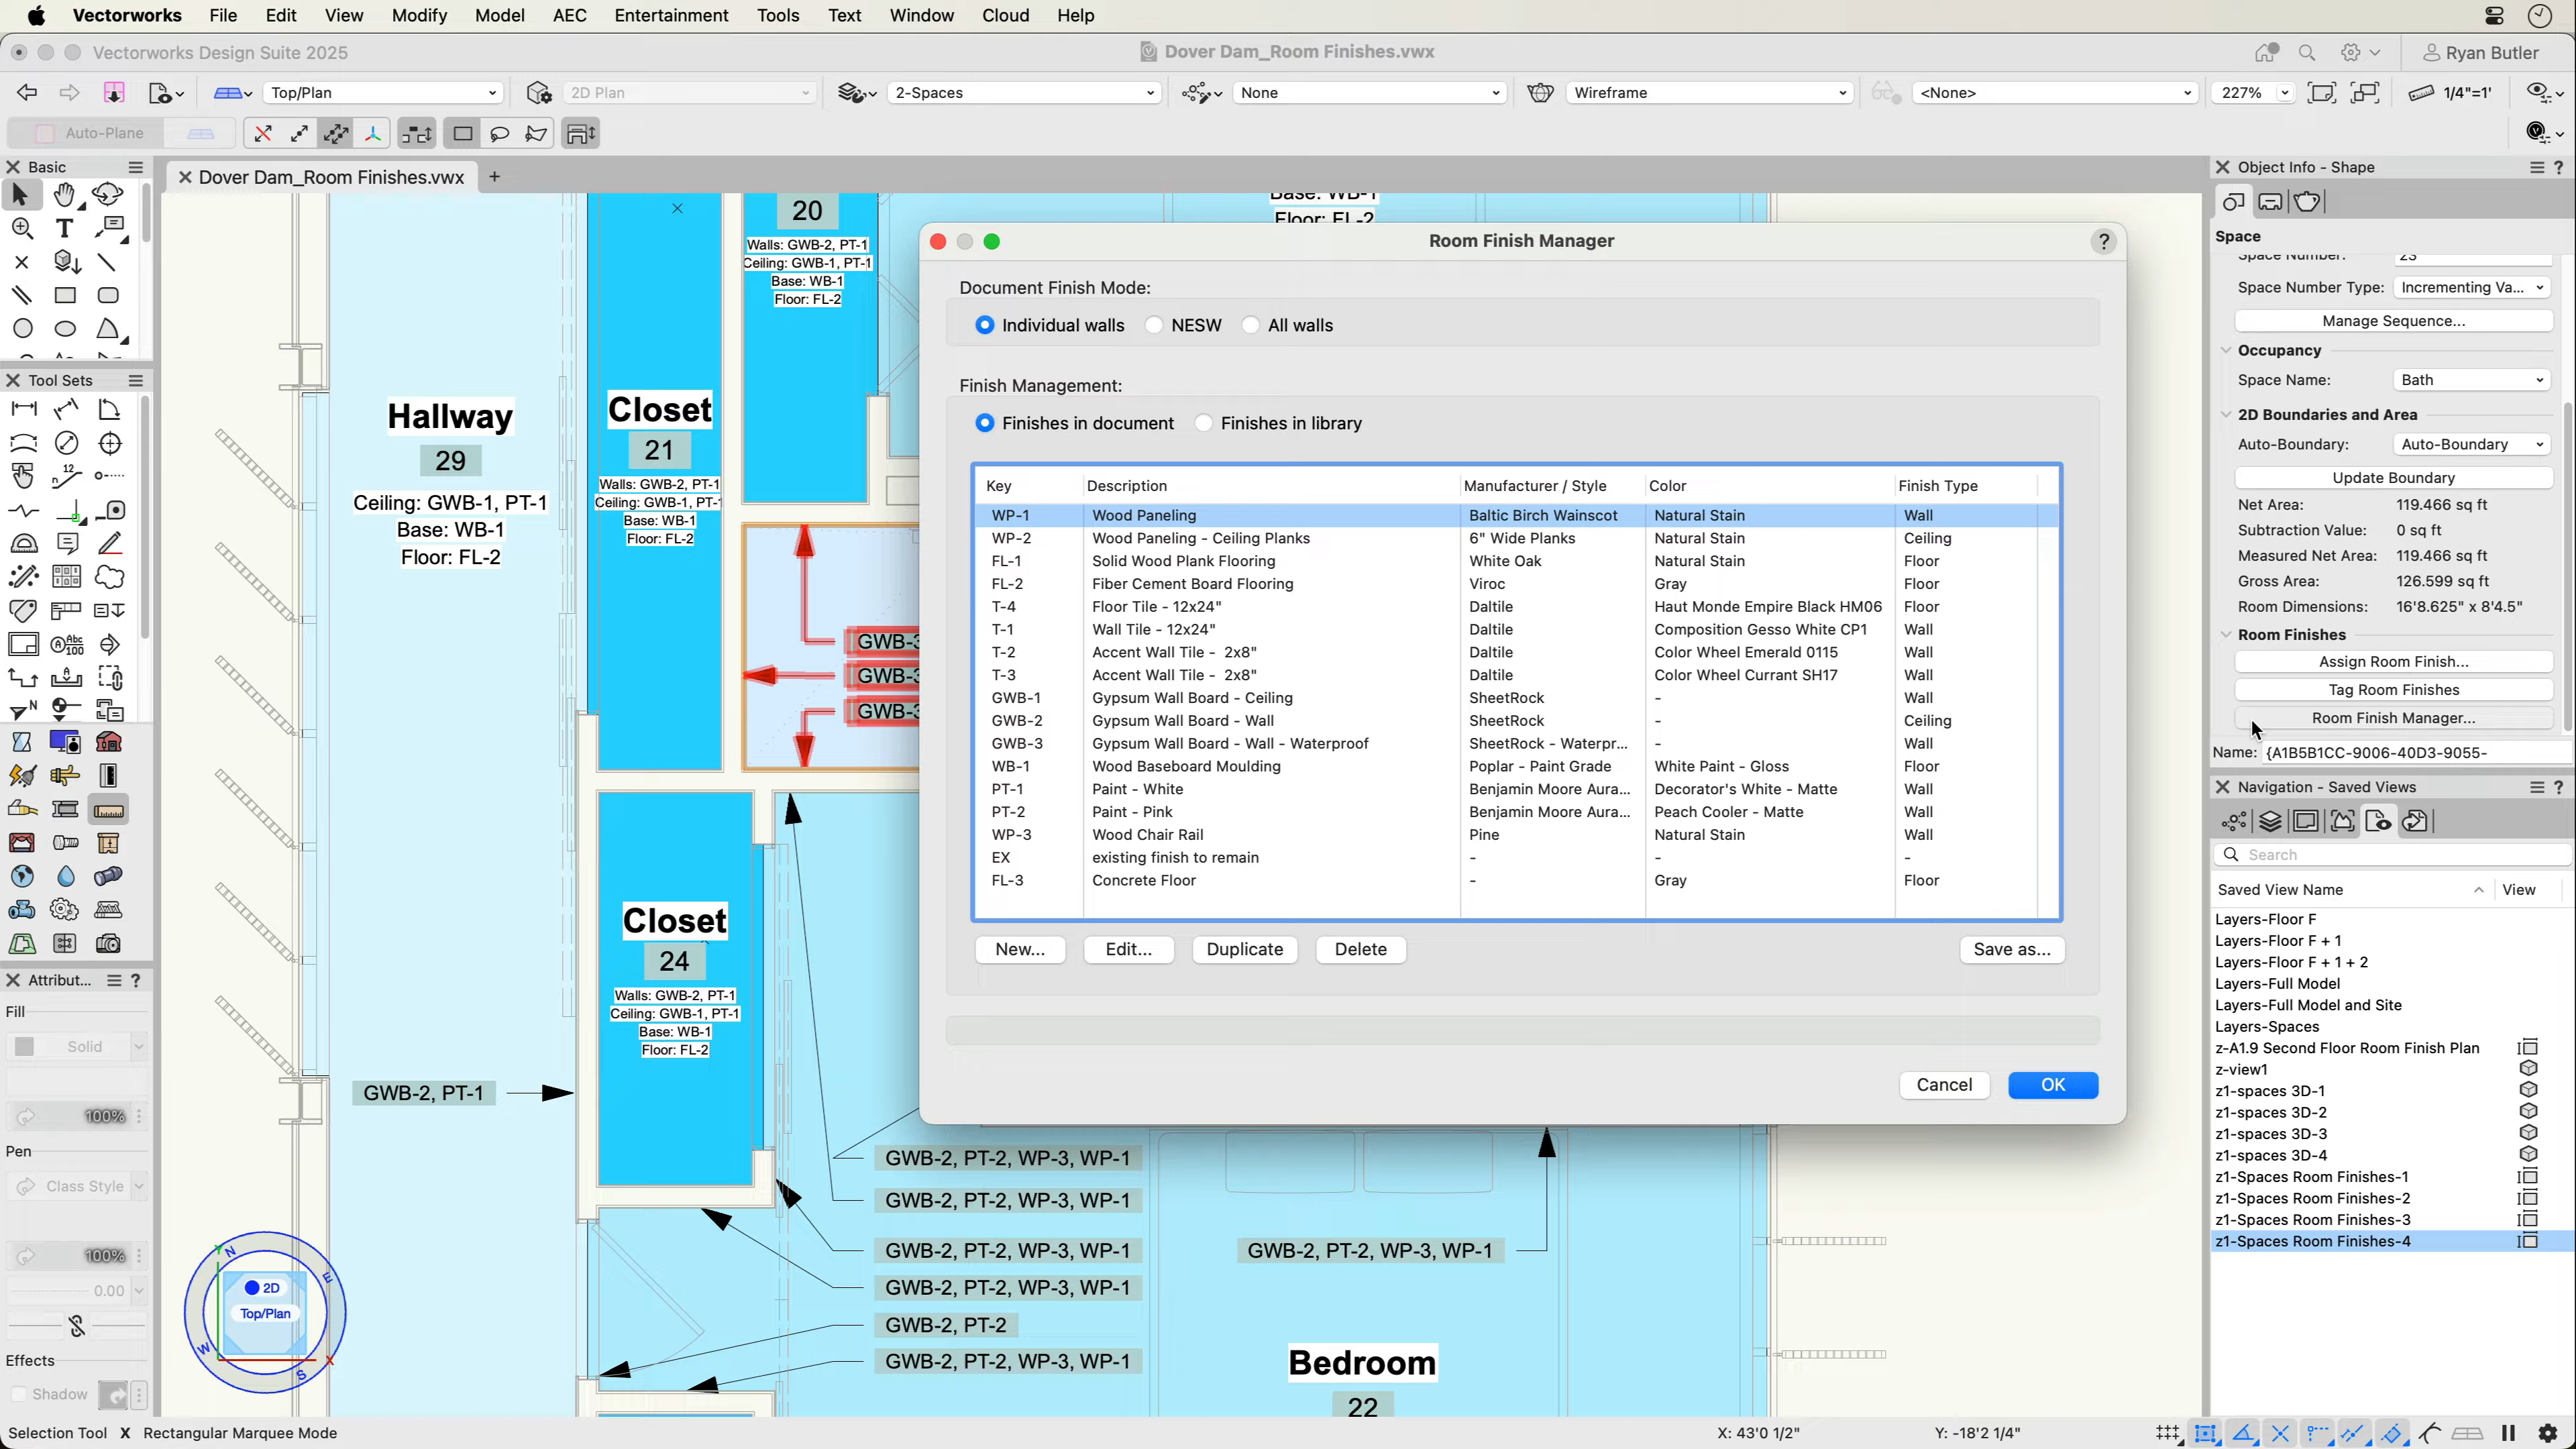 Vectorworks File Edit View Modify Model AEC Entertainment Tools Text Window Cloud Help
Vectorworks Design Suite 2025
Dover Dam_Room Finishes.vwx
Ryan Butler
Top/Plan
2D Plan
2-Spaces
None
Wireframe
<None>
227%
1/4"=1'
Auto-Plane
Basic
Dover Dam_Room Finishes.vwx
Tool Sets
Attribut...
Fill
Solid
100%
Pen
Class Style
100%
0.00
Effects
Shadow
Hallway
29
Ceiling: GWB-1, PT-1
Base: WB-1
Floor: FL-2
Closet
21
Walls: GWB-2, PT-1
Ceiling: GWB-1, PT-1
Base: WB-1
Floor: FL-2
20
Walls: GWB-2, PT-1
Ceiling: GWB-1, PT-1
Base: WB-1
Floor: FL-2
Base: WB-1
Floor: FL-2
GWB-3
GWB-3
GWB-3
Closet
24
Walls: GWB-2, PT-1
Ceiling: GWB-1, PT-1
Base: WB-1
Floor: FL-2
GWB-2, PT-1
GWB-2, PT-2, WP-3, WP-1
GWB-2, PT-2, WP-3, WP-1
GWB-2, PT-2, WP-3, WP-1
GWB-2, PT-2, WP-3, WP-1
GWB-2, PT-2
GWB-2, PT-2, WP-3, WP-1
GWB-2, PT-2, WP-3, WP-1
Bedroom
22
Y
N
E
2D
Top/Plan
W
S
X
Room Finish Manager
?
Document Finish Mode:
Individual walls NESW All walls
Finish Management:
Finishes in document Finishes in library
Key Description Manufacturer / Style Color Finish Type
WP-1 Wood Paneling Baltic Birch Wainscot Natural Stain Wall
WP-2 Wood Paneling - Ceiling Planks 6" Wide Planks Natural Stain Ceiling
FL-1 Solid Wood Plank Flooring White Oak Natural Stain Floor
FL-2 Fiber Cement Board Flooring Viroc Gray Floor
T-4 Floor Tile - 12x24" Daltile Haut Monde Empire Black HM06 Floor
T-1 Wall Tile - 12x24" Daltile Composition Gesso White CP1 Wall
T-2 Accent Wall Tile - 2x8" Daltile Color Wheel Emerald 0115 Wall
T-3 Accent Wall Tile - 2x8" Daltile Color Wheel Currant SH17 Wall
GWB-1 Gypsum Wall Board - Ceiling SheetRock - Wall
GWB-2 Gypsum Wall Board - Wall SheetRock - Ceiling
GWB-3 Gypsum Wall Board - Wall - Waterproof SheetRock - Waterpr... - Wall
WB-1 Wood Baseboard Moulding Poplar - Paint Grade White Paint - Gloss Floor
PT-1 Paint - White Benjamin Moore Aura... Decorator's White - Matte Wall
PT-2 Paint - Pink Benjamin Moore Aura... Peach Cooler - Matte Wall
WP-3 Wood Chair Rail Pine Natural Stain Wall
EX existing finish to remain - - -
FL-3 Concrete Floor - Gray Floor
New... Edit... Duplicate Delete Save as...
Cancel OK
Object Info - Shape
Space
Space Number: 23
Space Number Type: Incrementing Va...
Manage Sequence...
Occupancy
Space Name: Bath
2D Boundaries and Area
Auto-Boundary: Auto-Boundary
Update Boundary
Net Area: 119.466 sq ft
Subtraction Value: 0 sq ft
Measured Net Area: 119.466 sq ft
Gross Area: 126.599 sq ft
Room Dimensions: 16'8.625" x 8'4.5"
Room Finishes
Assign Room Finish...
Tag Room Finishes
Room Finish Manager...
Name: {A1B5B1CC-9006-40D3-9055-
Navigation - Saved Views
Search
Saved View Name View
Layers-Floor F
Layers-Floor F + 1
Layers-Floor F + 1 + 2
Layers-Full Model
Layers-Full Model and Site
Layers-Spaces
z-A1.9 Second Floor Room Finish Plan
z-view1
z1-spaces 3D-1
z1-spaces 3D-2
z1-spaces 3D-3
z1-spaces 3D-4
z1-Spaces Room Finishes-1
z1-Spaces Room Finishes-2
z1-Spaces Room Finishes-3
z1-Spaces Room Finishes-4
Selection Tool X Rectangular Marquee Mode
X: 43'0 1/2" Y: -18'2 1/4"